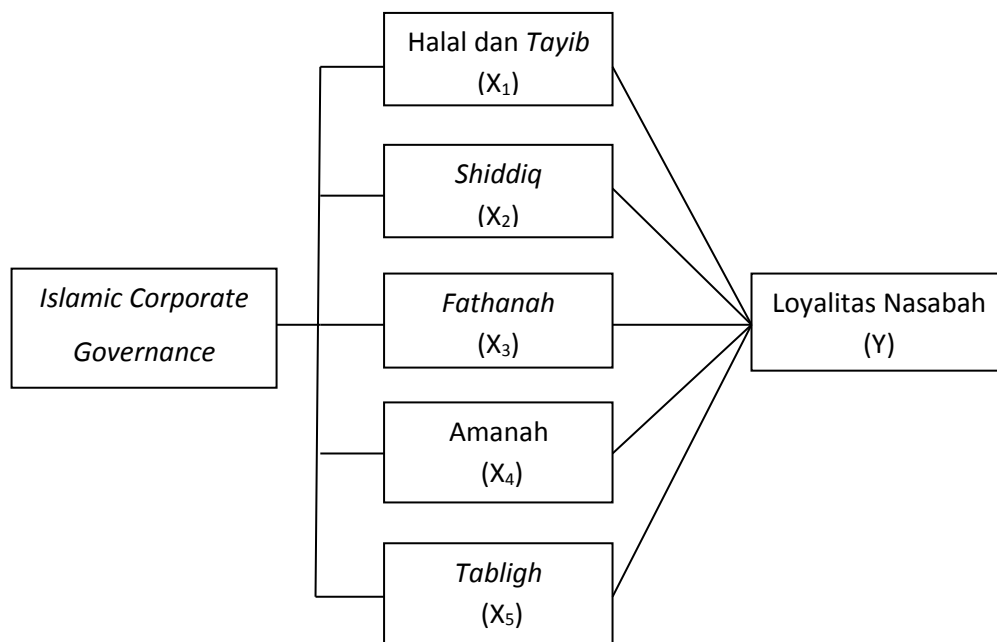 Halal dan Tayib
(X₁)
Shiddiq
(X₂)
Islamic Corporate
Governance
Fathanah
(X₃)
Loyalitas Nasabah
(Y)
Amanah
(X₄)
Tabligh
(X₅)